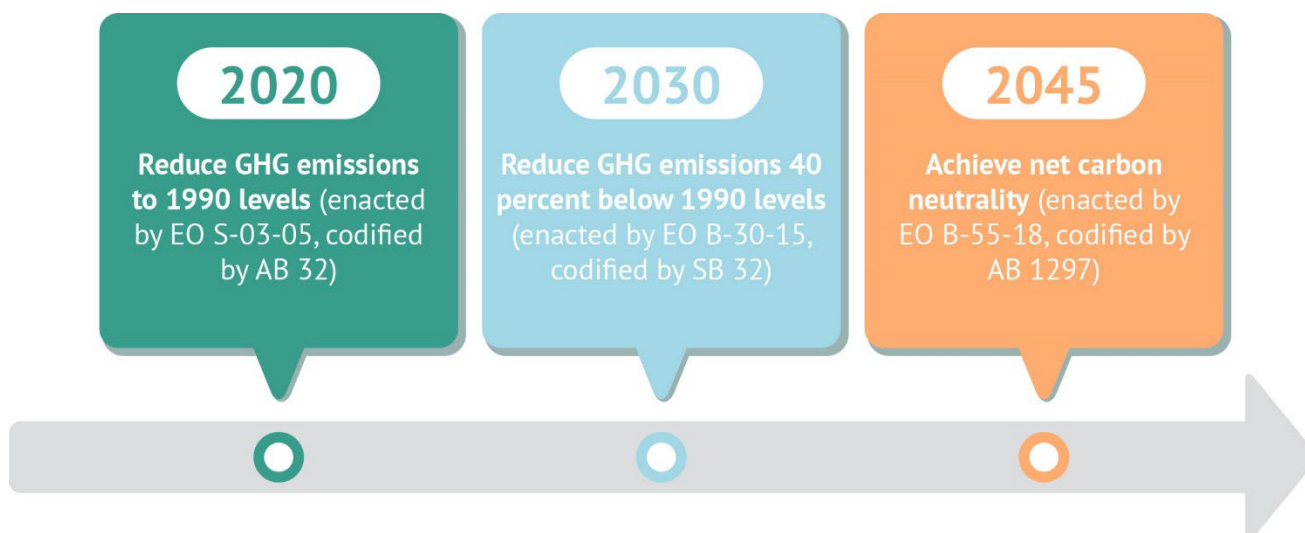 2020
Reduce GHG emissions
to 1990 levels (enacted
by EO S-03-05, codified
by AB 32)
2030
Reduce GHG emissions 40
percent below 1990 levels
(enacted by EO B-30-15,
codified by SB 32)
2045
Achieve net carbon
neutrality (enacted by
EO B-55-18, codified by
AB 1297)